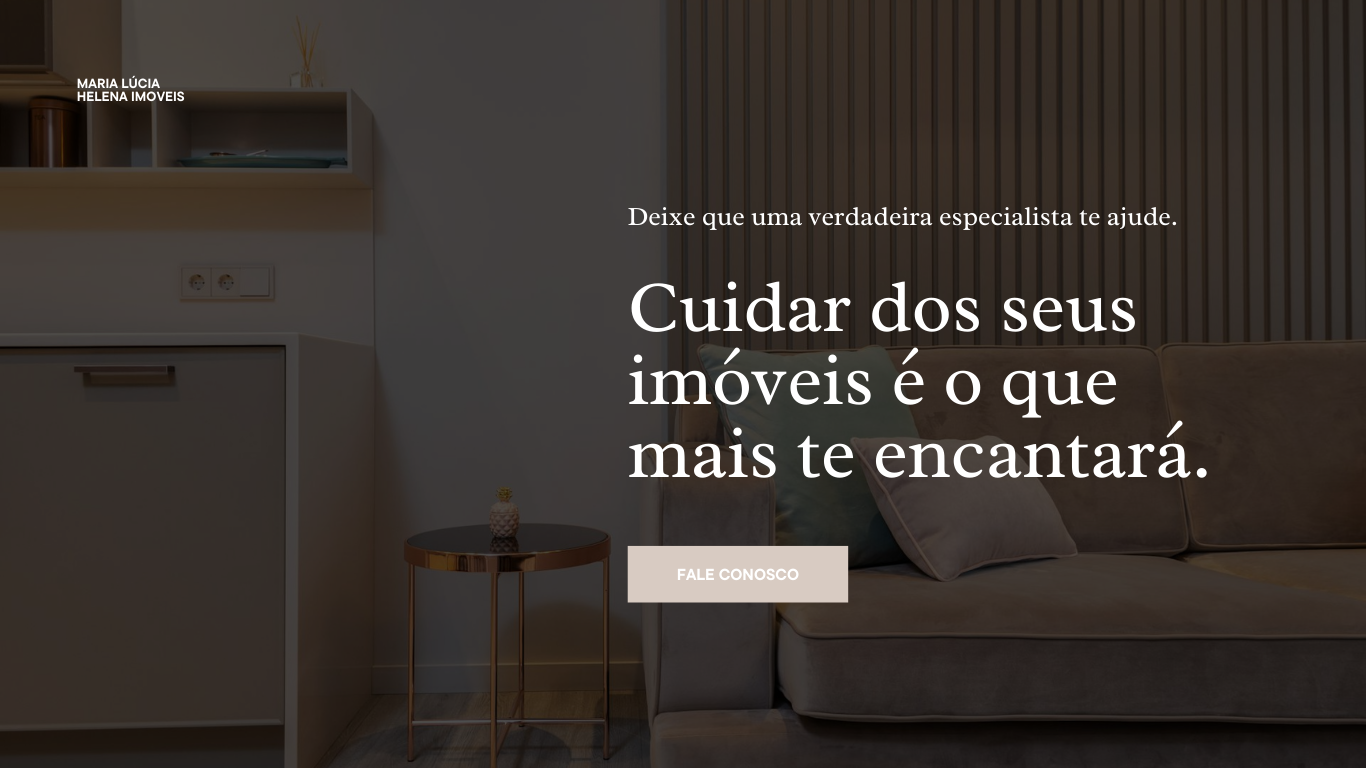 MARIA LÚCIA
HELENA IMOVEIS
Deixe que uma verdadeira especialista te ajude.
Cuidar dos seus
imóveis é o que
mais te encantará.
FALE CONOSCO